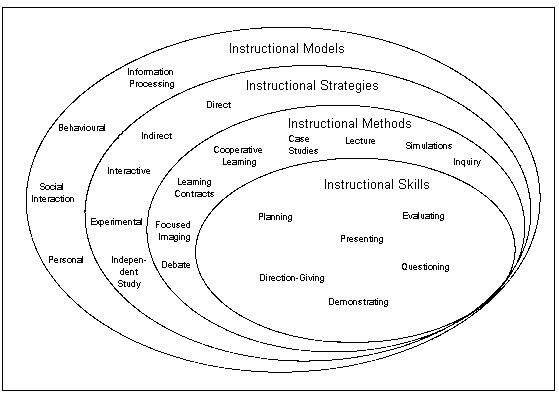 Instructional Models
Information
Processing
Behavioural
Social
Interaction
Personal
Instructional Strategies
Direct
Indirect
Interactive
Experimental
Indepen-
dent
Study
Instructional Methods
Case
Studies
Lecture
Simulations
Inquiry
Cooperative
Learning
Learning
Contracts
Focused
Imaging
Debate
Instructional Skills
Planning
Evaluating
Presenting
Questioning
Direction-Giving
Demonstrating